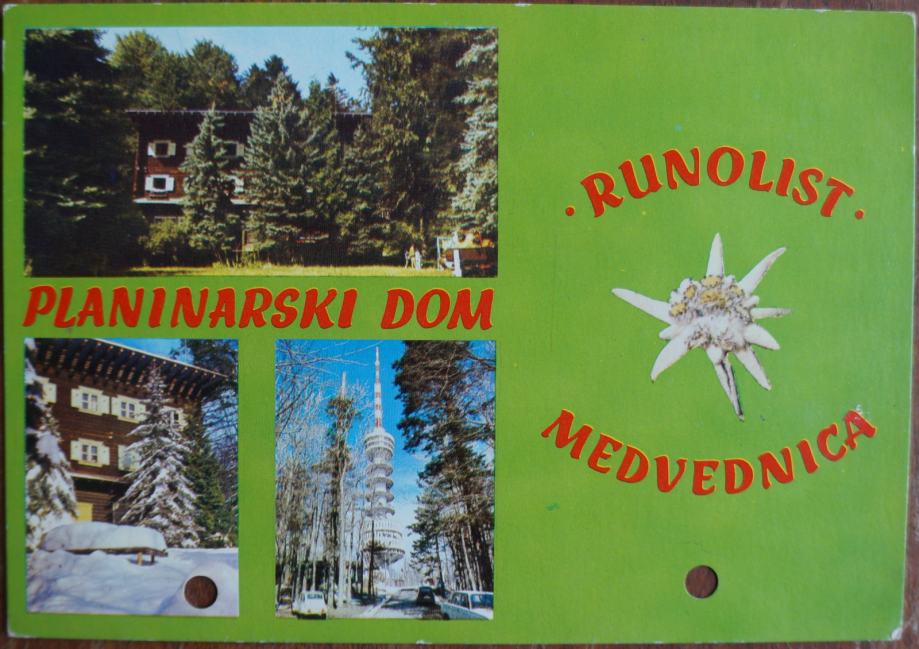 PLANINARSKI DOM
· RUNOLIST ·
MEDVEDNICA